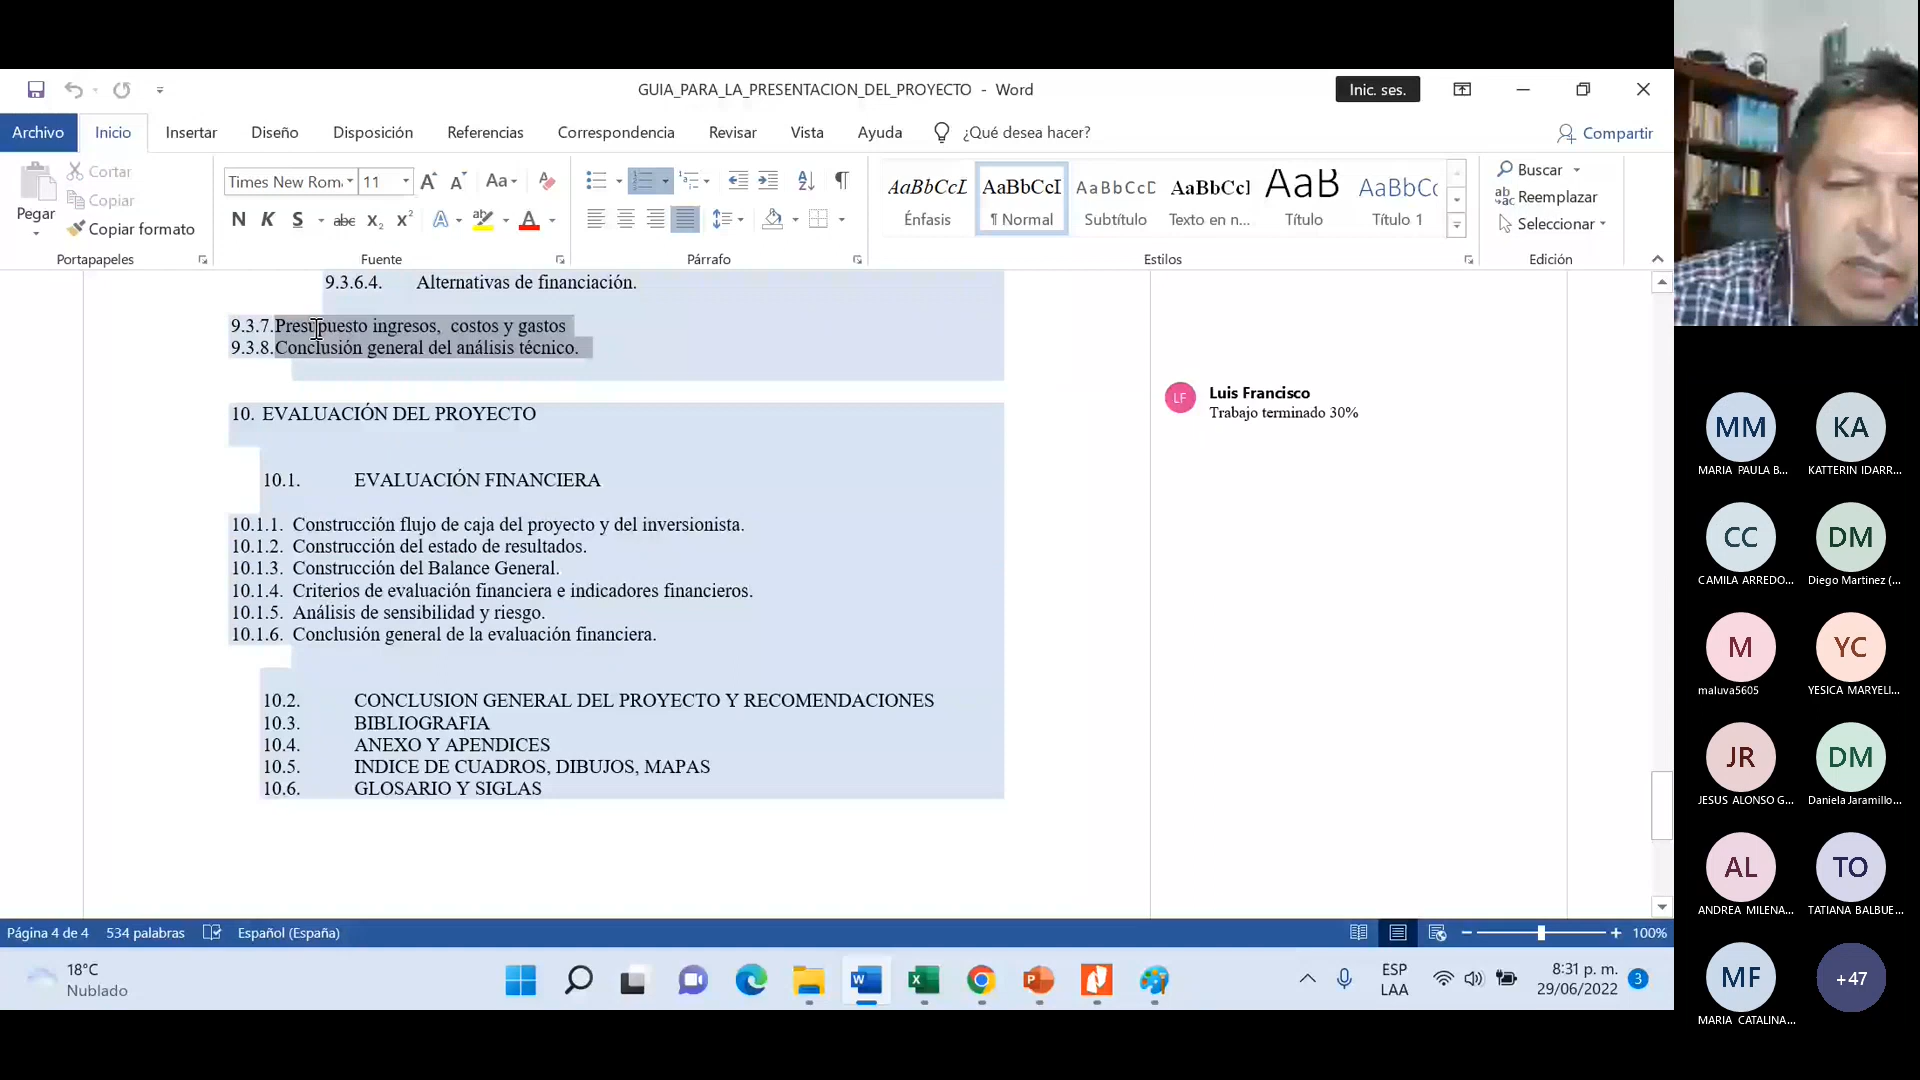 GUIA_PARA_LA_PRESENTACION_DEL_PROYECTO - Word
Inic. ses.
Archivo Inicio Insertar Diseño Disposición Referencias Correspondencia Revisar Vista Ayuda ¿Qué desea hacer? Compartir
Pegar
Cortar
Copiar
Copiar formato
Portapapeles
Times New Rom 11
Aa
N K S abc x₂ x² A A
Fuente
Párrafo
AaBbCcI AaBbCcI AaBbCcD AaBbCcI AaB AaBbCc
Énfasis ¶ Normal Subtítulo Texto en n... Título Título 1
Estilos
Buscar
Reemplazar
Seleccionar
Edición
9.3.6.4. Alternativas de financiación.
9.3.7.Presupuesto ingresos, costos y gastos
9.3.8.Conclusión general del análisis técnico.
10. EVALUACIÓN DEL PROYECTO
10.1. EVALUACIÓN FINANCIERA
10.1.1. Construcción flujo de caja del proyecto y del inversionista.
10.1.2. Construcción del estado de resultados.
10.1.3. Construcción del Balance General.
10.1.4. Criterios de evaluación financiera e indicadores financieros.
10.1.5. Análisis de sensibilidad y riesgo.
10.1.6. Conclusión general de la evaluación financiera.
10.2. CONCLUSION GENERAL DEL PROYECTO Y RECOMENDACIONES
10.3. BIBLIOGRAFIA
10.4. ANEXO Y APENDICES
10.5. INDICE DE CUADROS, DIBUJOS, MAPAS
10.6. GLOSARIO Y SIGLAS
LF Luis Francisco
Trabajo terminado 30%
Página 4 de 4 534 palabras Español (España) 100%
18°C
Nublado
ESP
LAA
8:31 p. m.
29/06/2022
3
MM KA
MARIA PAULA B... KATTERIN IDARR...
CC DM
CAMILA ARREDO... Diego Martinez (...
M YC
maluva5605 YESICA MARYELI...
JR DM
JESUS ALONSO G... Daniela Jaramillo...
AL TO
ANDREA MILENA... TATIANA BALBUE...
MF +47
MARIA CATALINA...